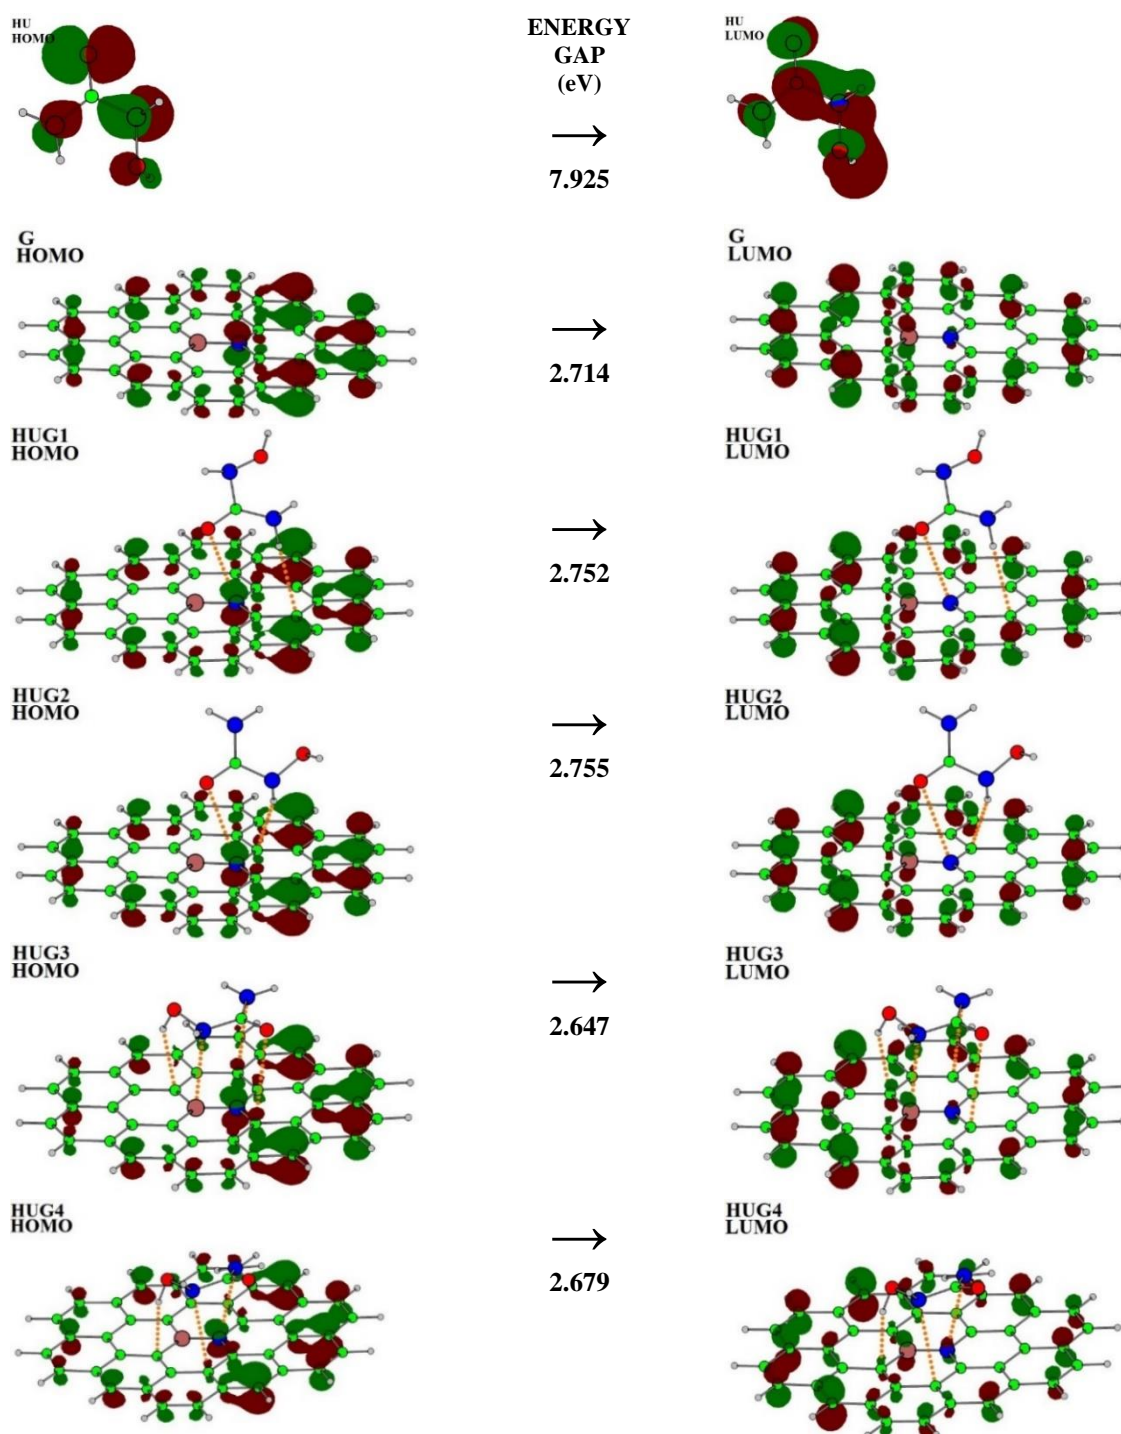 HU
HOMO
ENERGY
GAP
(eV)
HU
LUMO
→
7.925
G
HOMO
G
LUMO
→
2.714
HUG1
HOMO
HUG1
LUMO
→
2.752
HUG2
HOMO
HUG2
LUMO
→
2.755
HUG3
HOMO
HUG3
LUMO
→
2.647
HUG4
HOMO
HUG4
LUMO
→
2.679